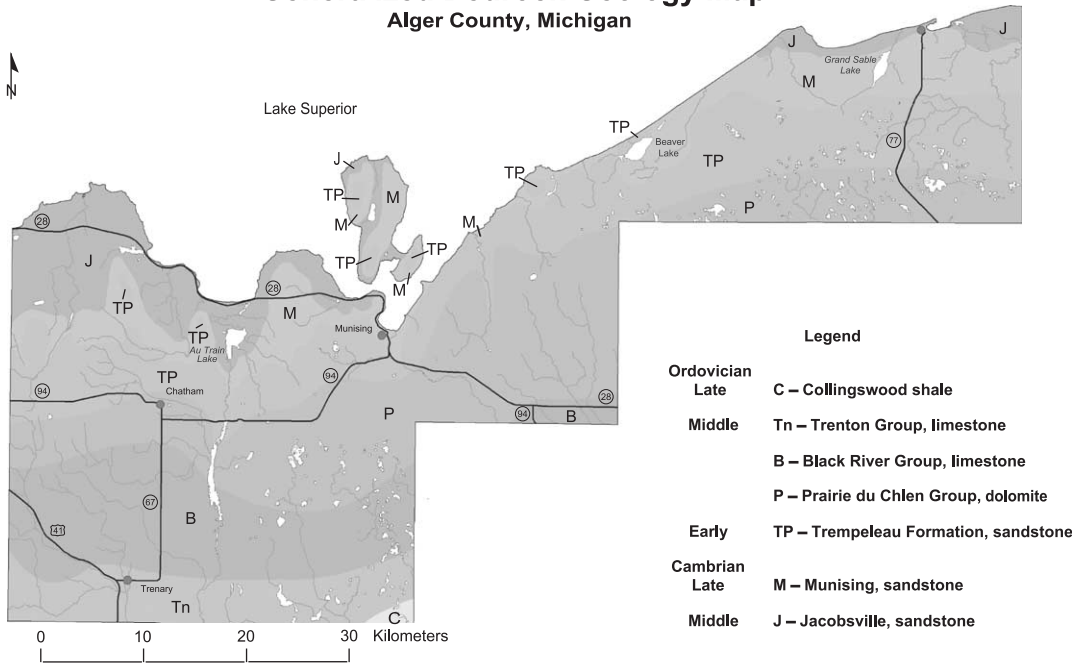 Alger County, Michigan
N
Lake Superior
J
J
Grand Sable
Lake
M
TP
Beaver
Lake
77
TP
TP
P
J
TP
M
M
TP
TP
M
M
28
J
TP
28
M
TP
Au Train
Lake
Munising
TP
Chatham
94
94
P
28
94
B
67
B
41
Trenary
Tn
C
0
10
20
30
Kilometers
Legend
Ordovician
Late
C – Collingswood shale
Middle
Tn – Trenton Group, limestone
B – Black River Group, limestone
P – Prairie du Chlen Group, dolomite
Early
TP – Trempeleau Formation, sandstone
Cambrian
Late
M – Munising, sandstone
Middle
J – Jacobsville, sandstone